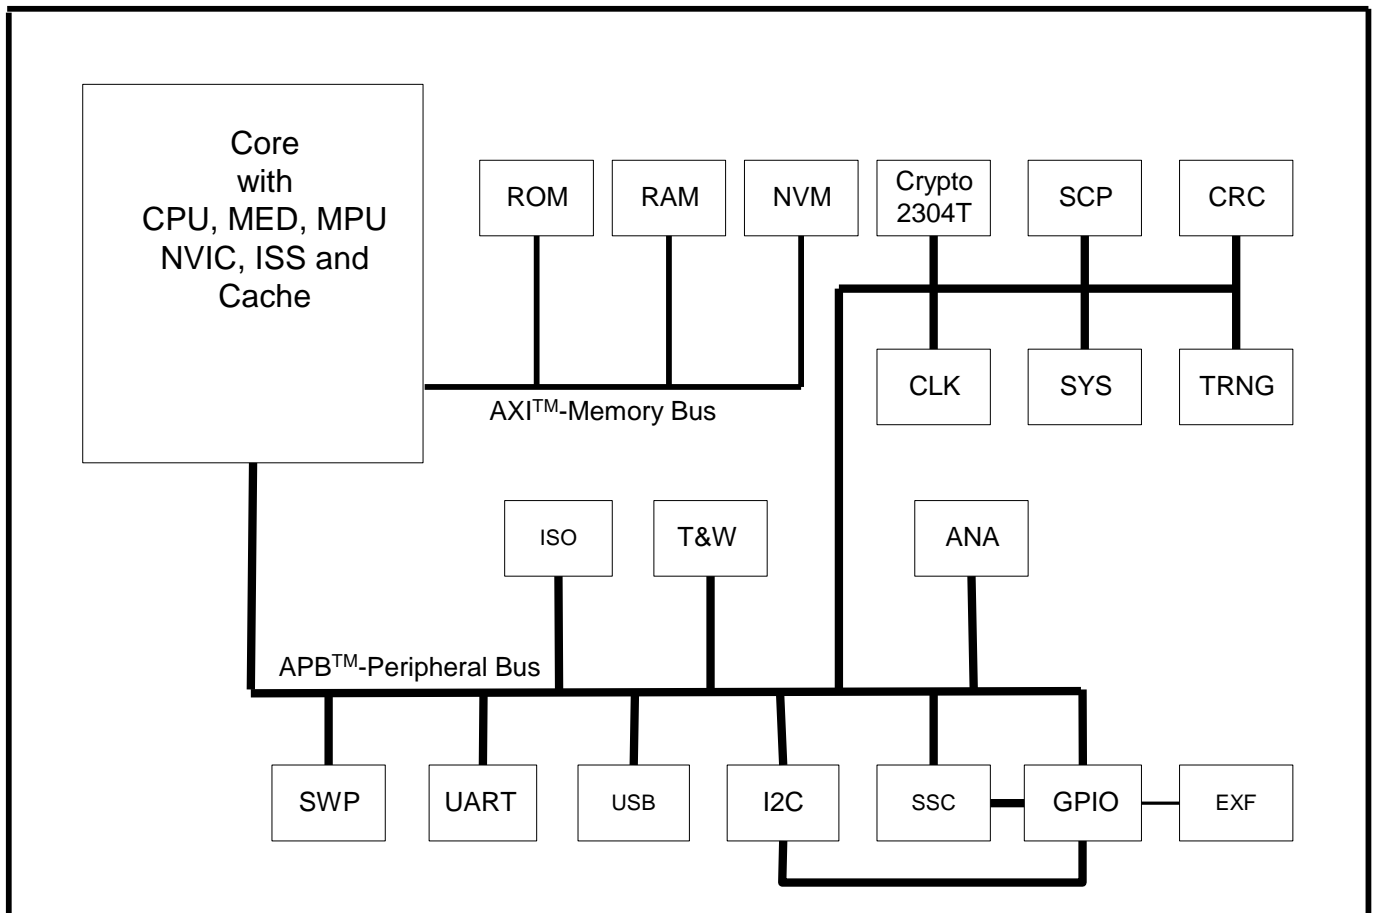 Core
with
CPU, MED, MPU
NVIC, ISS and
Cache
ROM
RAM
NVM
Crypto
2304T
SCP
CRC
CLK
SYS
TRNG
AXI™-Memory Bus
ISO
T&W
ANA
APB™-Peripheral Bus
SWP
UART
USB
I2C
SSC
GPIO
EXF